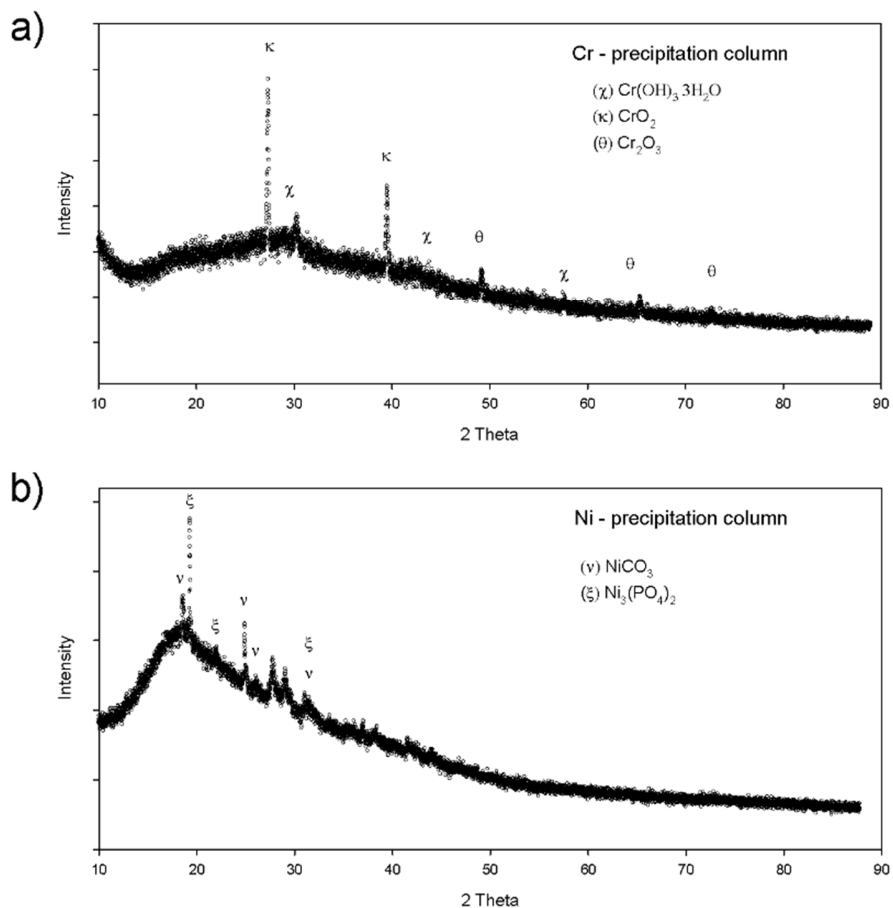 a)
Cr - precipitation column
(χ) Cr(OH)3 3H2O
(κ) CrO2
(θ) Cr2O3
κ
κ
χ
χ
θ
χ
θ
θ
Intensity
10 20 30 40 50 60 70 80 90
2 Theta
b)
Ni - precipitation column
(ν) NiCO3
(ξ) Ni3(PO4)2
ξ
ν
ξ
ν
ν
ξ
ν
Intensity
10 20 30 40 50 60 70 80 90
2 Theta